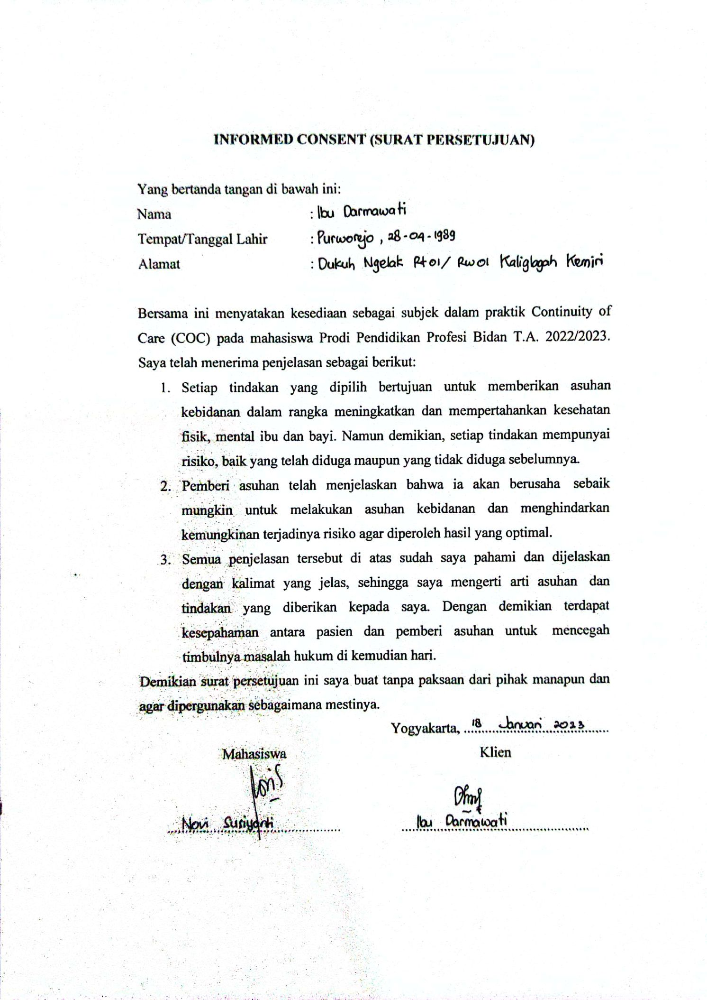 INFORMED CONSENT (SURAT PERSETUJUAN)
Yang bertanda tangan di bawah ini:
Nama : Ibu Darmawati
Tempat/Tanggal Lahir : Purworejo, 28-04-1989
Alamat : Dukuh Ngelak Rt 01/ Rw 01 Kaliglagah Kemiri
Bersama ini menyatakan kesediaan sebagai subjek dalam praktik Continuity of
Care (COC) pada mahasiswa Prodi Pendidikan Profesi Bidan T.A. 2022/2023.
Saya telah menerima penjelasan sebagai berikut:
1. Setiap tindakan yang dipilih bertujuan untuk memberikan asuhan
kebidanan dalam rangka meningkatkan dan mempertahankan kesehatan
fisik, mental ibu dan bayi. Namun demikian, setiap tindakan mempunyai
risiko, baik yang telah diduga maupun yang tidak diduga sebelumnya.
2. Pemberi asuhan telah menjelaskan bahwa ia akan berusaha sebaik
mungkin untuk melakukan asuhan kebidanan dan menghindarkan
kemungkinan terjadinya risiko agar diperoleh hasil yang optimal.
3. Semua penjelasan tersebut di atas sudah saya pahami dan dijelaskan
dengan kalimat yang jelas, sehingga saya mengerti arti asuhan dan
tindakan yang diberikan kepada saya. Dengan demikian terdapat
kesepahaman antara pasien dan pemberi asuhan untuk mencegah
timbulnya masalah hukum di kemudian hari.
Demikian surat persetujuan ini saya buat tanpa paksaan dari pihak manapun dan
agar dipergunakan sebagaimana mestinya.
Yogyakarta, 18 Januari 2023
Mahasiswa Klien
Novi Suriyanti Ibu Darmawati